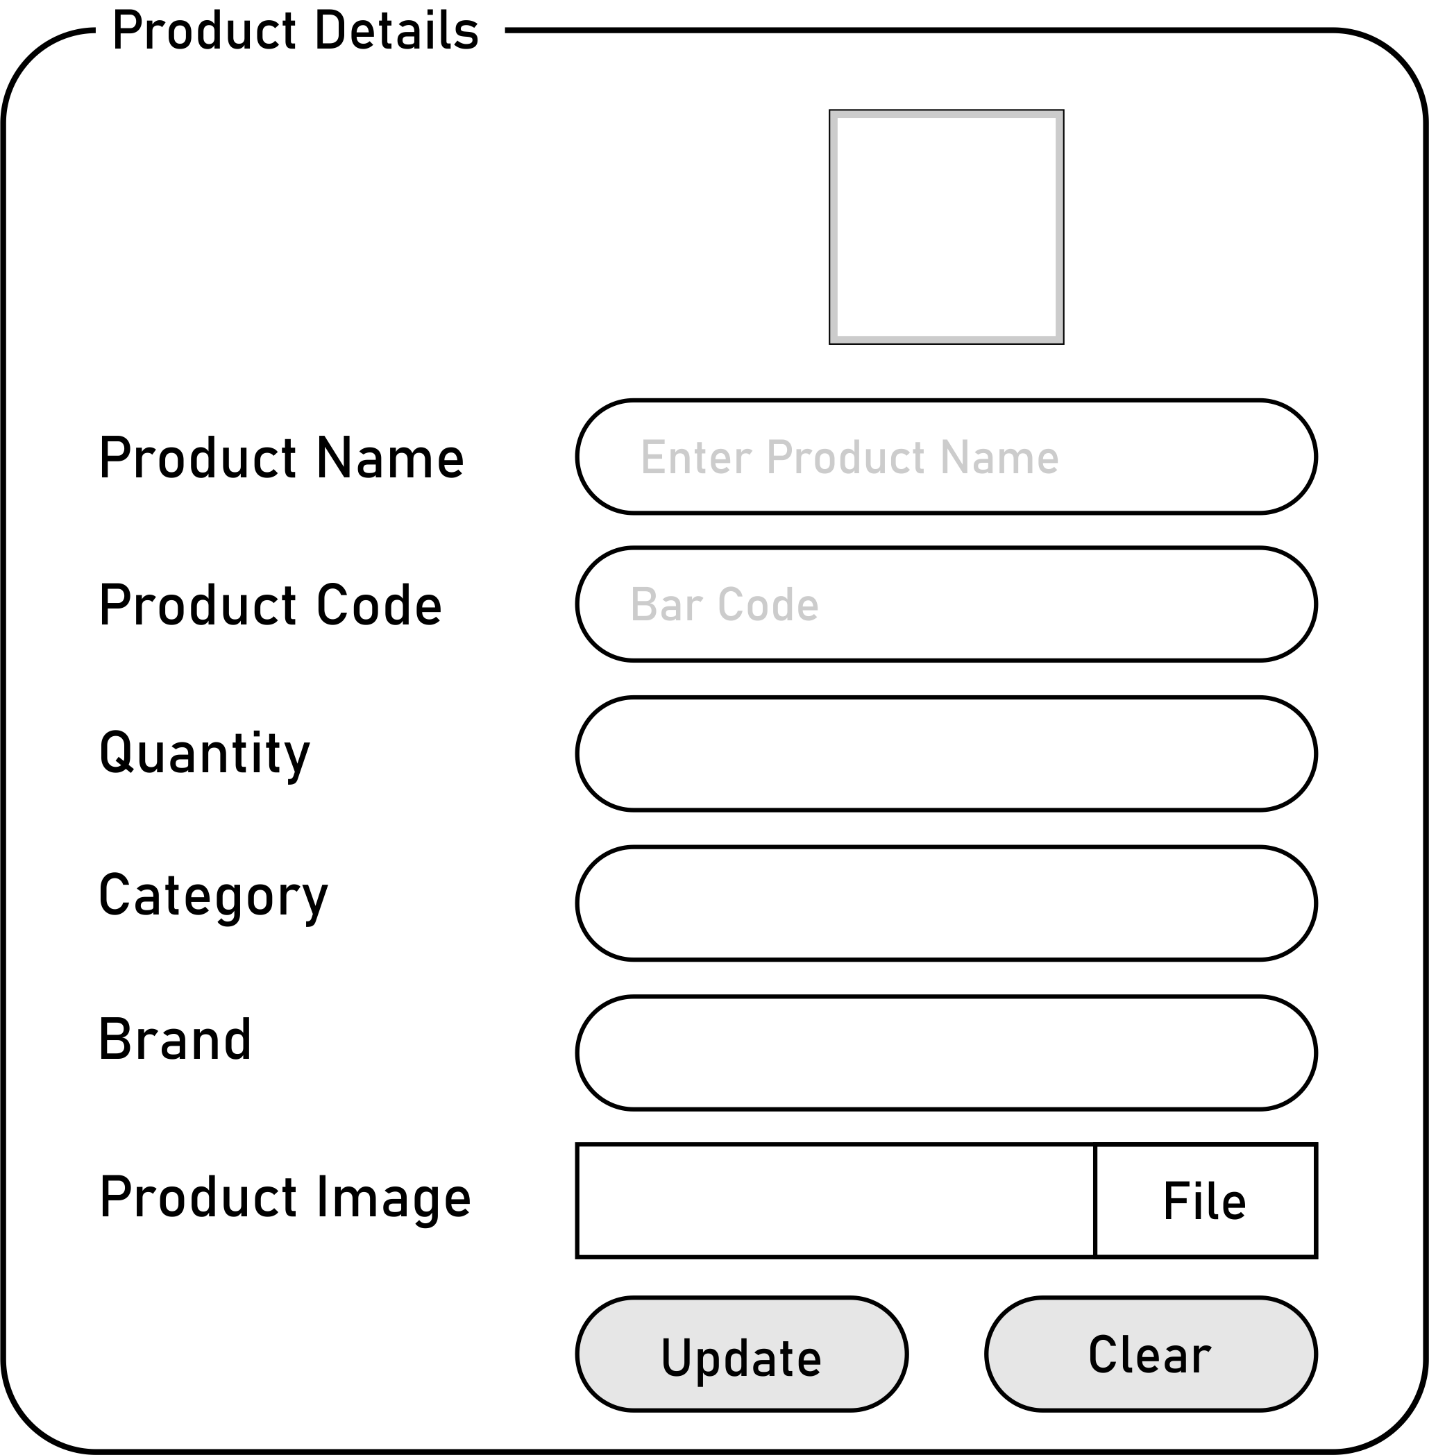 Product Details
Product Name
Enter Product Name
Product Code
Bar Code
Quantity
Category
Brand
Product Image
File
Update
Clear